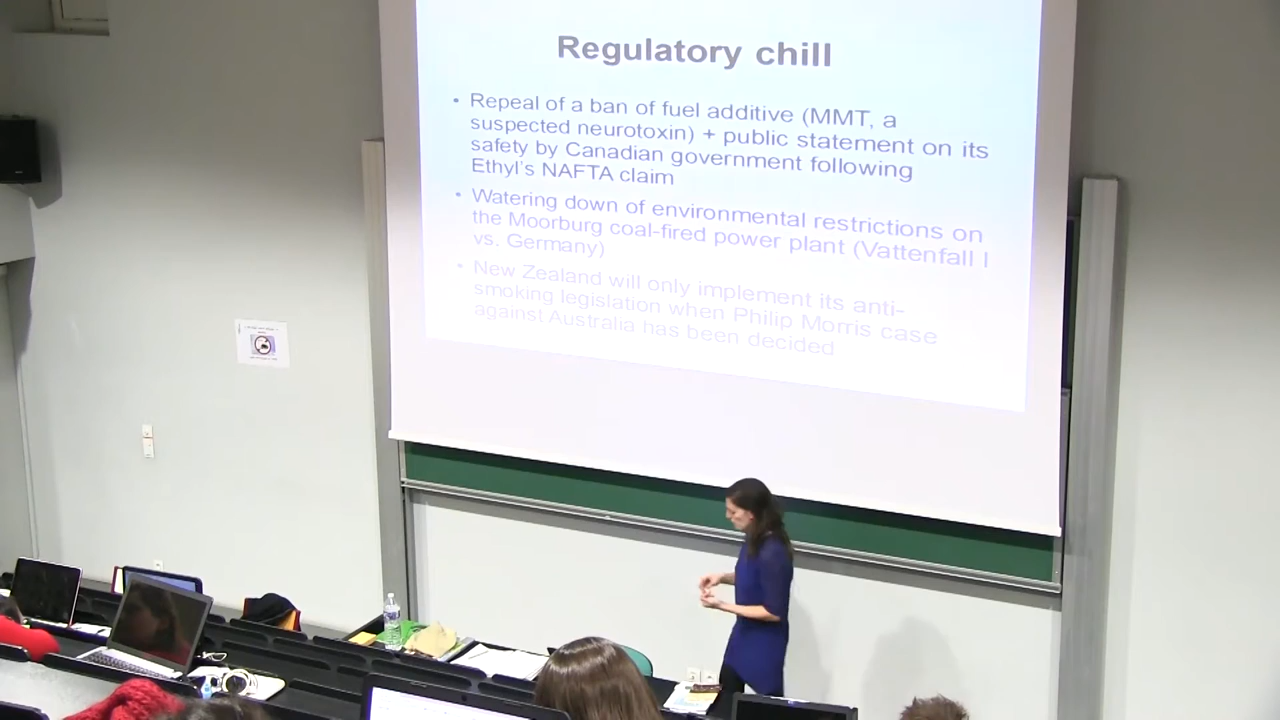 Regulatory chill
• Repeal of a ban of fuel additive (MMT, a
suspected neurotoxin) + public statement on its
safety by Canadian government following
Ethyl's NAFTA claim
• Watering down of environmental restrictions on
the Moorburg coal-fired power plant (Vattenfall I
vs. Germany)
• New Zealand will only implement its anti-
smoking legislation when Philip Morris case
against Australia has been decided